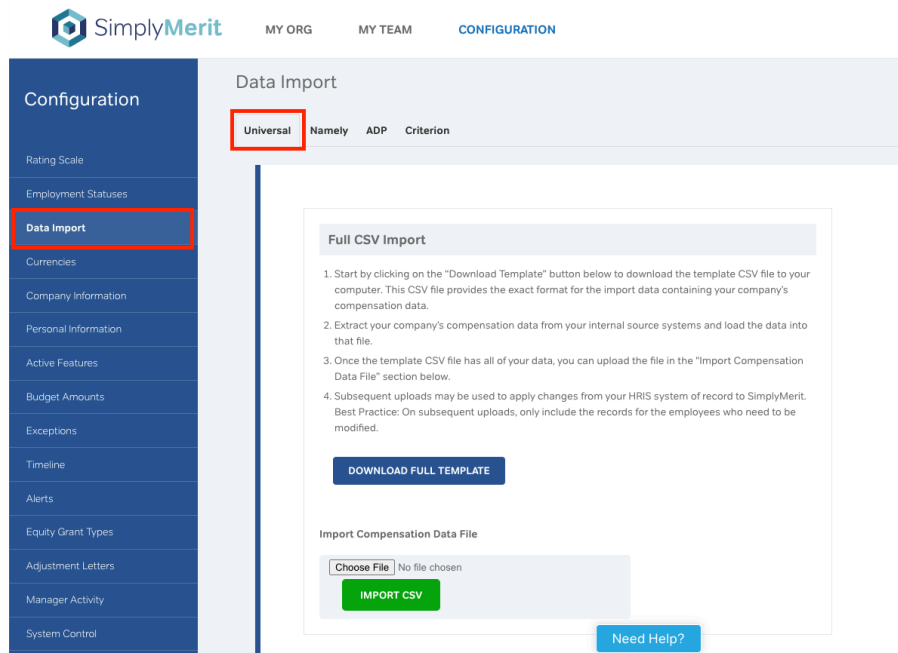 SimplyMerit
MY ORG
MY TEAM
CONFIGURATION
Configuration
Rating Scale
Employment Statuses
Data Import
Currencies
Company Information
Personal Information
Active Features
Budget Amounts
Exceptions
Timeline
Alerts
Equity Grant Types
Adjustment Letters
Manager Activity
System Control
Data Import
Universal
Namely
ADP
Criterion
Full CSV Import
1. Start by clicking on the "Download Template" button below to download the template CSV file to your
computer. This CSV file provides the exact format for the import data containing your company's
compensation data.
2. Extract your company's compensation data from your internal source systems and load the data into
that file.
3. Once the template CSV file has all of your data, you can upload the file in the "Import Compensation
Data File" section below.
4. Subsequent uploads may be used to apply changes from your HRIS system of record to SimplyMerit.
Best Practice: On subsequent uploads, only include the records for the employees who need to be
modified.
DOWNLOAD FULL TEMPLATE
Import Compensation Data File
Choose File No file chosen
IMPORT CSV
Need Help?